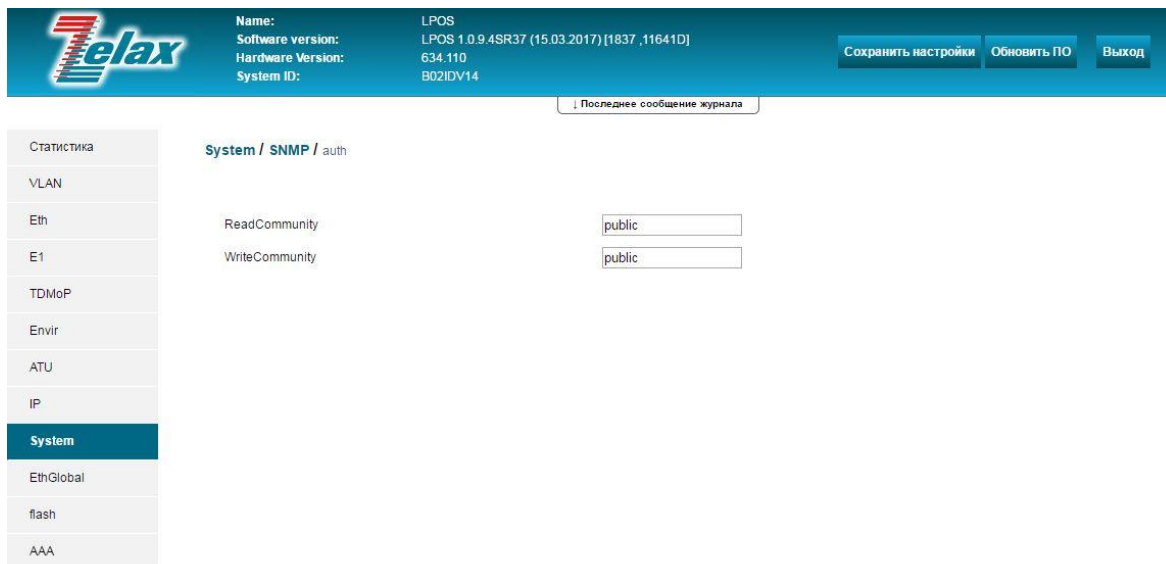 Zelax
Name: LPOS
Software version: LPOS 1.0.9.4SR37 (15.03.2017) [1837 ,11641D]
Hardware Version: 634.110
System ID: B02IDV14
Сохранить настройки Обновить ПО Выход
↓ Последнее сообщение журнала
Статистика
VLAN
Eth
E1
TDMoP
Envir
ATU
IP
System
EthGlobal
flash
AAA
System / SNMP / auth
ReadCommunity public
WriteCommunity public